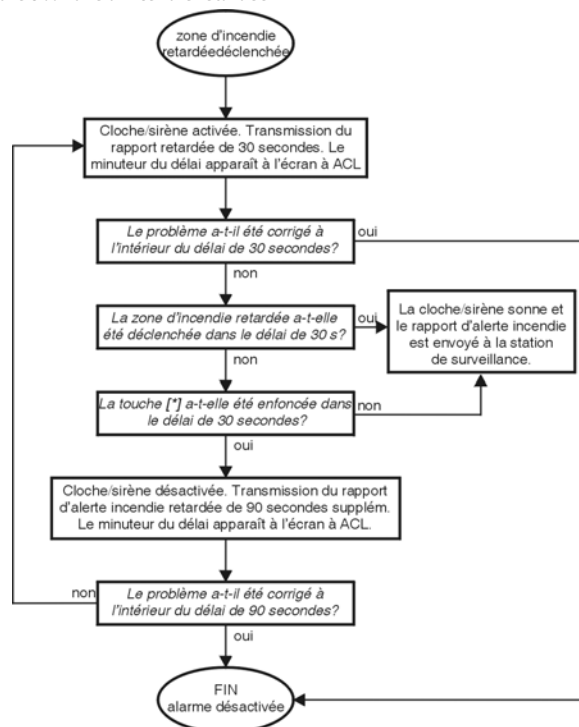 zone d'incendie
retardéedéclenchée
Cloche/sirène activée. Transmission du
rapport retardée de 30 secondes. Le
minuteur du délai apparaît à l'écran à ACL
Le problème a-t-il été corrigé à
l'intérieur du délai de 30 secondes?
oui
non
La zone d'incendie retardée a-t-elle
été déclenchée dans le délai de 30 s?
oui
La cloche/sirène sonne et
le rapport d'alerte incendie
est envoyé à la station
de surveillance.
non
La touche [*] a-t-elle été enfoncée dans
le délai de 30 secondes?
non
oui
Cloche/sirène désactivée. Transmission du rapport
d'alerte incendie retardée de 90 secondes supplém.
Le minuteur du délai apparaît à l'écran à ACL.
non
Le problème a-t-il été corrigé à
l'intérieur du délai de 90 secondes?
oui
FIN
alarme désactivée